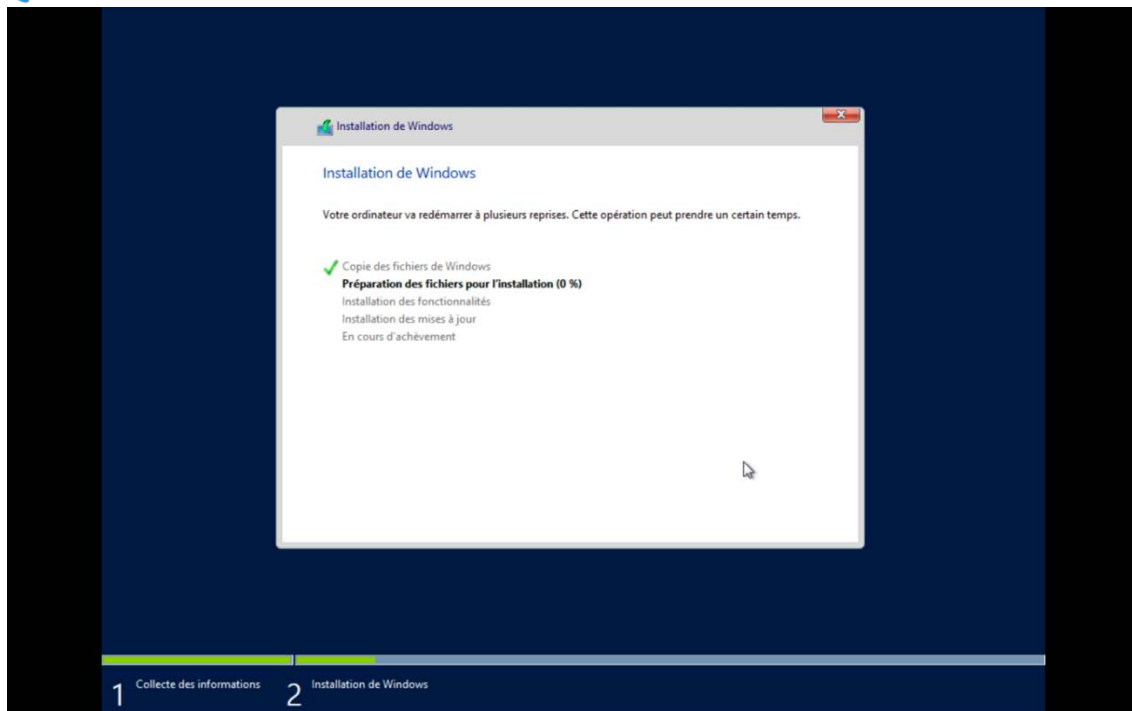 Installation de Windows
Installation de Windows
Votre ordinateur va redémarrer à plusieurs reprises. Cette opération peut prendre un certain temps.
Copie des fichiers de Windows
Préparation des fichiers pour l'installation (0 %)
Installation des fonctionnalités
Installation des mises à jour
En cours d'achèvement
1 Collecte des informations 2 Installation de Windows